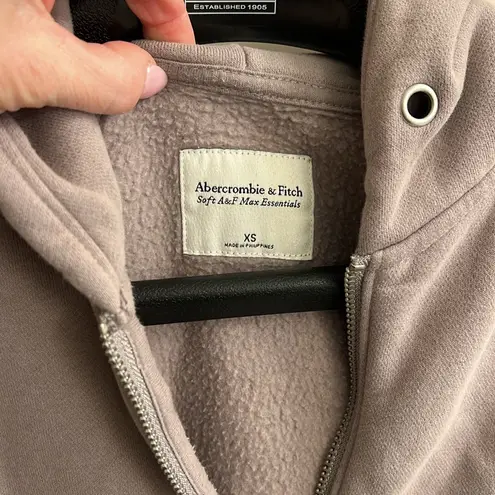 ESTABLISHED 1905
Abercrombie & Fitch
Soft A&F Max Essentials
XS
MADE IN PHILIPPINES